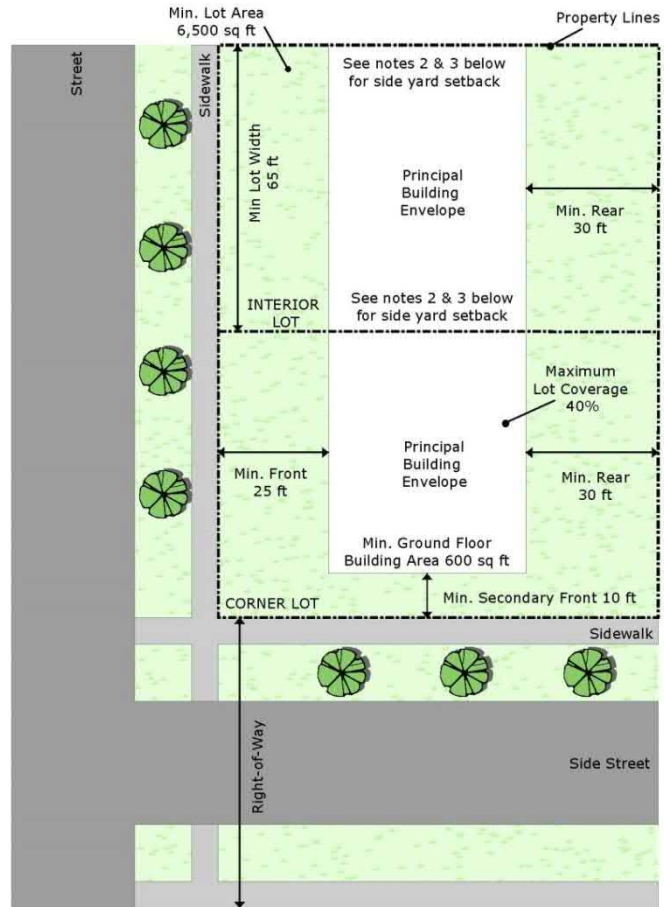 Min. Lot Area
6,500 sq ft
Property Lines
Street
Sidewalk
See notes 2 & 3 below
for side yard setback
Min Lot Width
65 ft
Principal
Building
Envelope
Min. Rear
30 ft
INTERIOR
LOT
See notes 2 & 3 below
for side yard setback
Maximum
Lot Coverage
40%
Min. Front
25 ft
Principal
Building
Envelope
Min. Rear
30 ft
Min. Ground Floor
Building Area 600 sq ft
Min. Secondary Front 10 ft
CORNER LOT
Sidewalk
Right-of-Way
Side Street